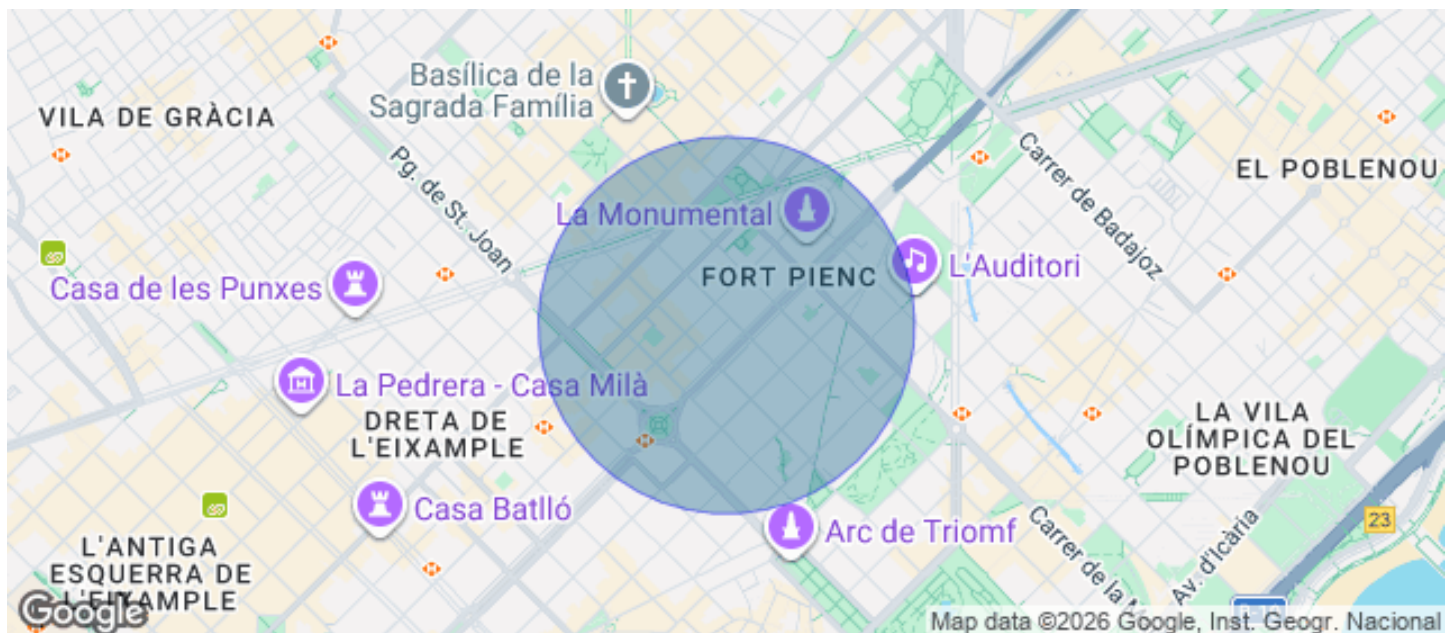 Basílica de la
Sagrada Família
VILA DE GRÀCIA
Pg. de St. Joan
Carrer de Badajoz
EL POBLENOU
La Monumental
L'Auditori
FORT PIENC
Casa de les Punxes
La Pedrera - Casa Milà
DRETA DE
L'EIXAMPLE
LA VILA
OLÍMPICA DEL
POBLENOU
Casa Batlló
Arc de Triomf
Av. d'Icària
23
L'ANTIGA
ESQUERRA DE
L'EIXAMPLE
Carrer de la
Google
Map data ©2026 Google, Inst. Geogr. Nacional